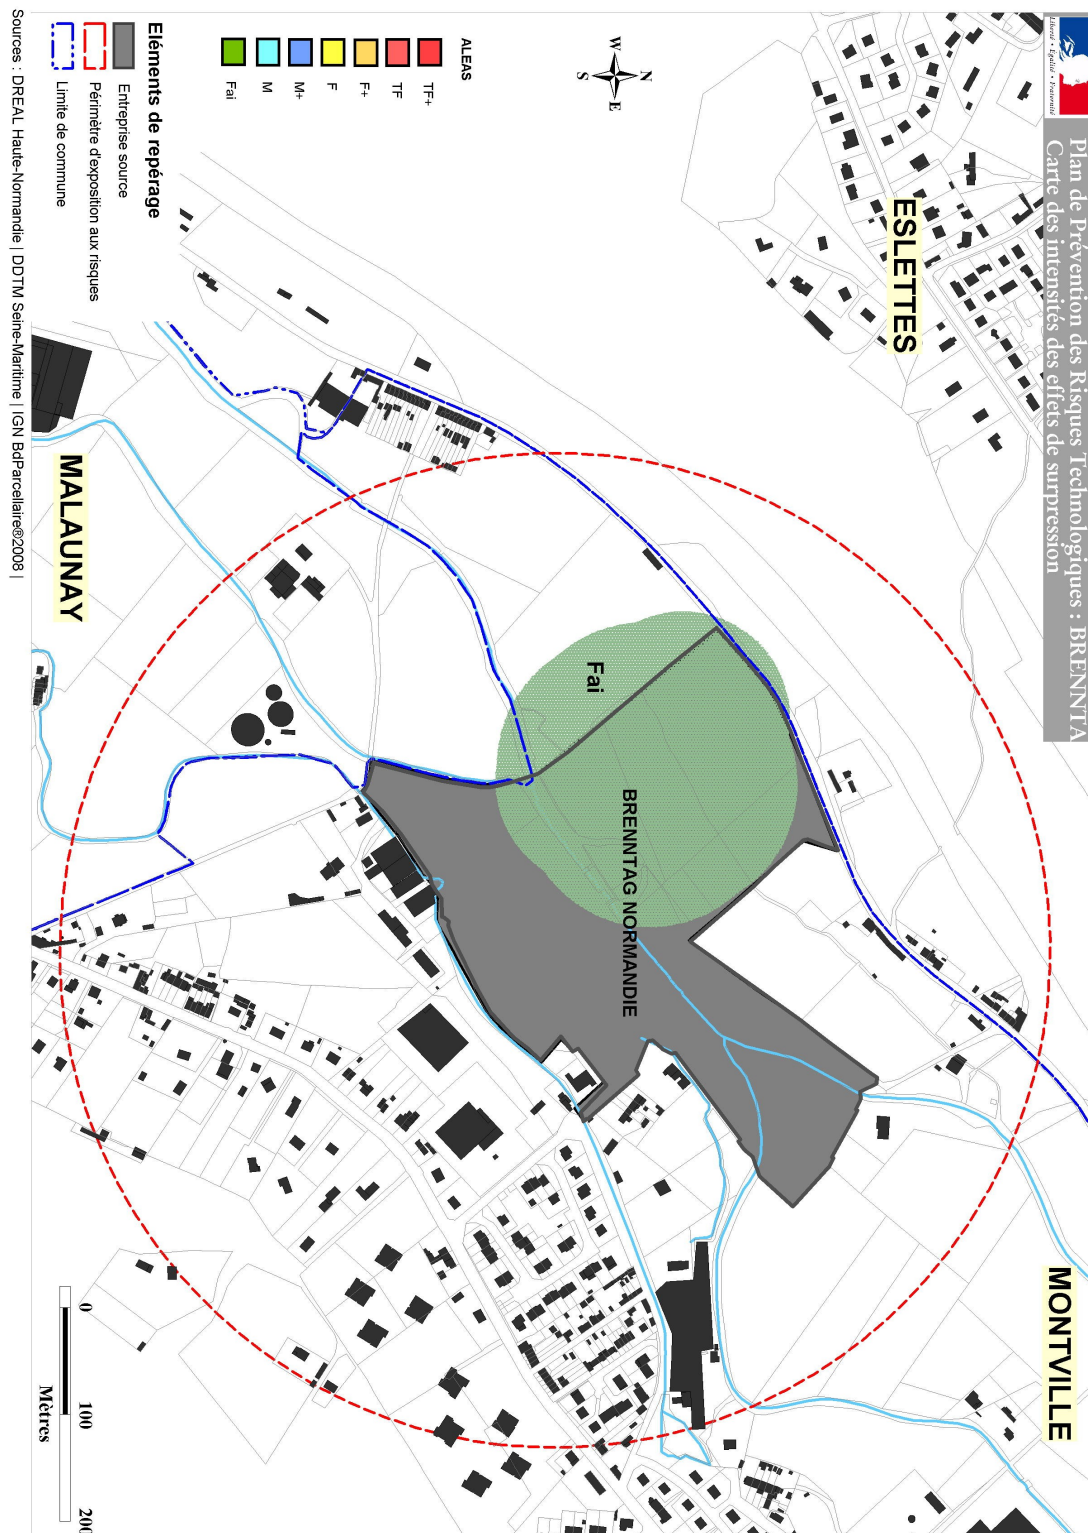 Liberté • Égalité • Fraternité
Plan de Prévention des Risques Technologiques : BRENNTA
Carte des intensités des effets de surpression
ESLETTES
MONTVILLE
MALAUNAY
N
W
E
S
Fai
BRENNTAG NORMANDIE
ALEAS
TF+
TF
F+
F
M+
M
Fai
Eléments de repérage
Entreprise source
Périmètre d'exposition aux risques
Limite de commune
0 100 200
Mètres
Sources : DREAL Haute-Normandie | DDTM Seine-Maritime | IGN BdParcellaire®2008 |